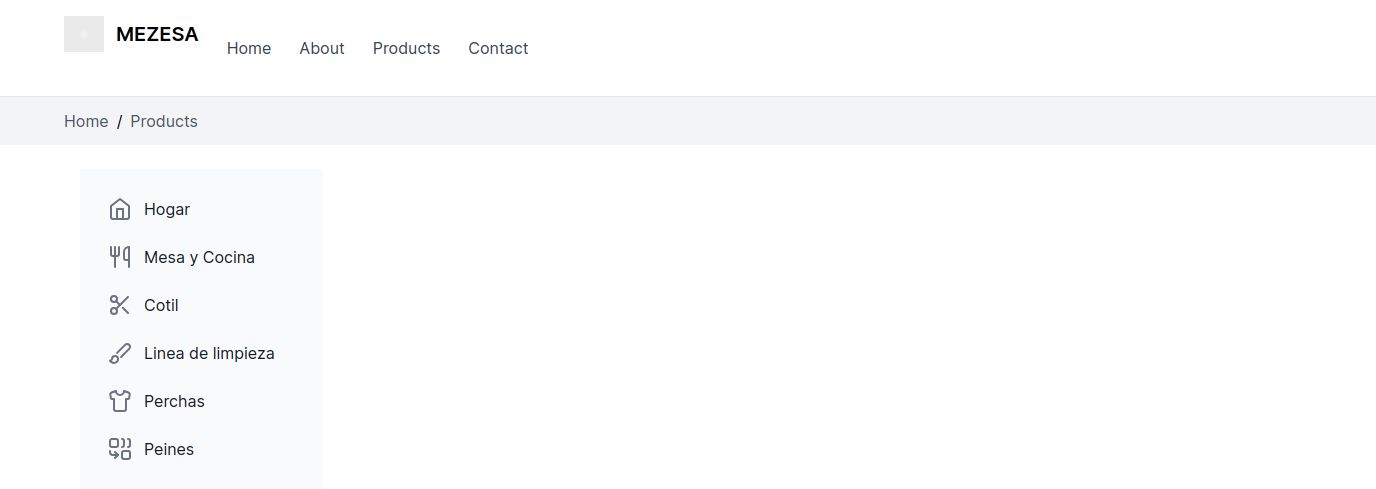 MEZESA
Home About Products Contact
Home / Products
Hogar
Mesa y Cocina
Cotil
Linea de limpieza
Perchas
Peines